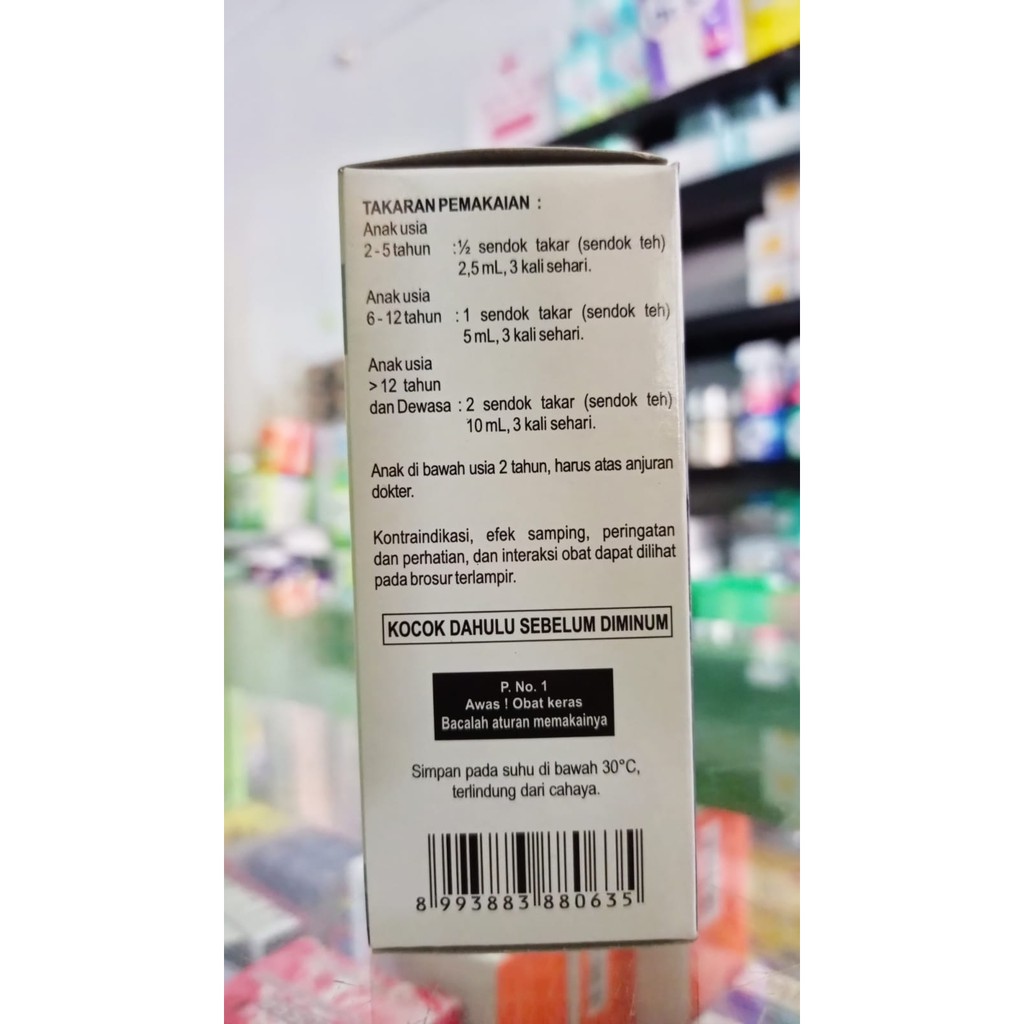 TAKARAN PEMAKAIAN :
Anak usia
2 - 5 tahun : ½ sendok takar (sendok teh)
2,5 mL, 3 kali sehari.
Anak usia
6 - 12 tahun : 1 sendok takar (sendok teh)
5 mL, 3 kali sehari.
Anak usia
> 12 tahun
dan Dewasa : 2 sendok takar (sendok teh)
10 mL, 3 kali sehari.
Anak di bawah usia 2 tahun, harus atas anjuran
dokter.
Kontraindikasi, efek samping, peringatan
dan perhatian, dan interaksi obat dapat dilihat
pada brosur terlampir.
KOCOK DAHULU SEBELUM DIMINUM
P. No. 1
Awas ! Obat keras
Bacalah aturan memakainya
Simpan pada suhu di bawah 30°C,
terlindung dari cahaya.
8 993883 880635